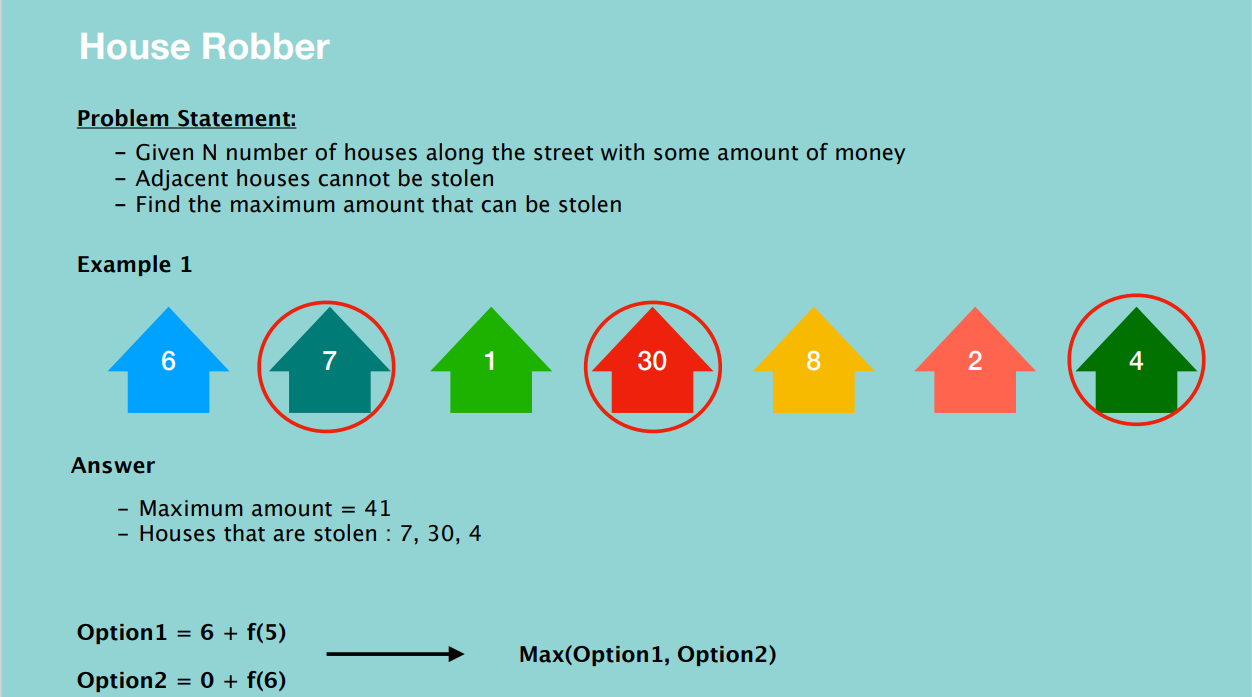 House Robber
Problem Statement:
– Given N number of houses along the street with some amount of money
– Adjacent houses cannot be stolen
– Find the maximum amount that can be stolen
Example 1
6 7 1 30 8 2 4
Answer
– Maximum amount = 41
– Houses that are stolen : 7, 30, 4
Option1 = 6 + f(5)
Max(Option1, Option2)
Option2 = 0 + f(6)